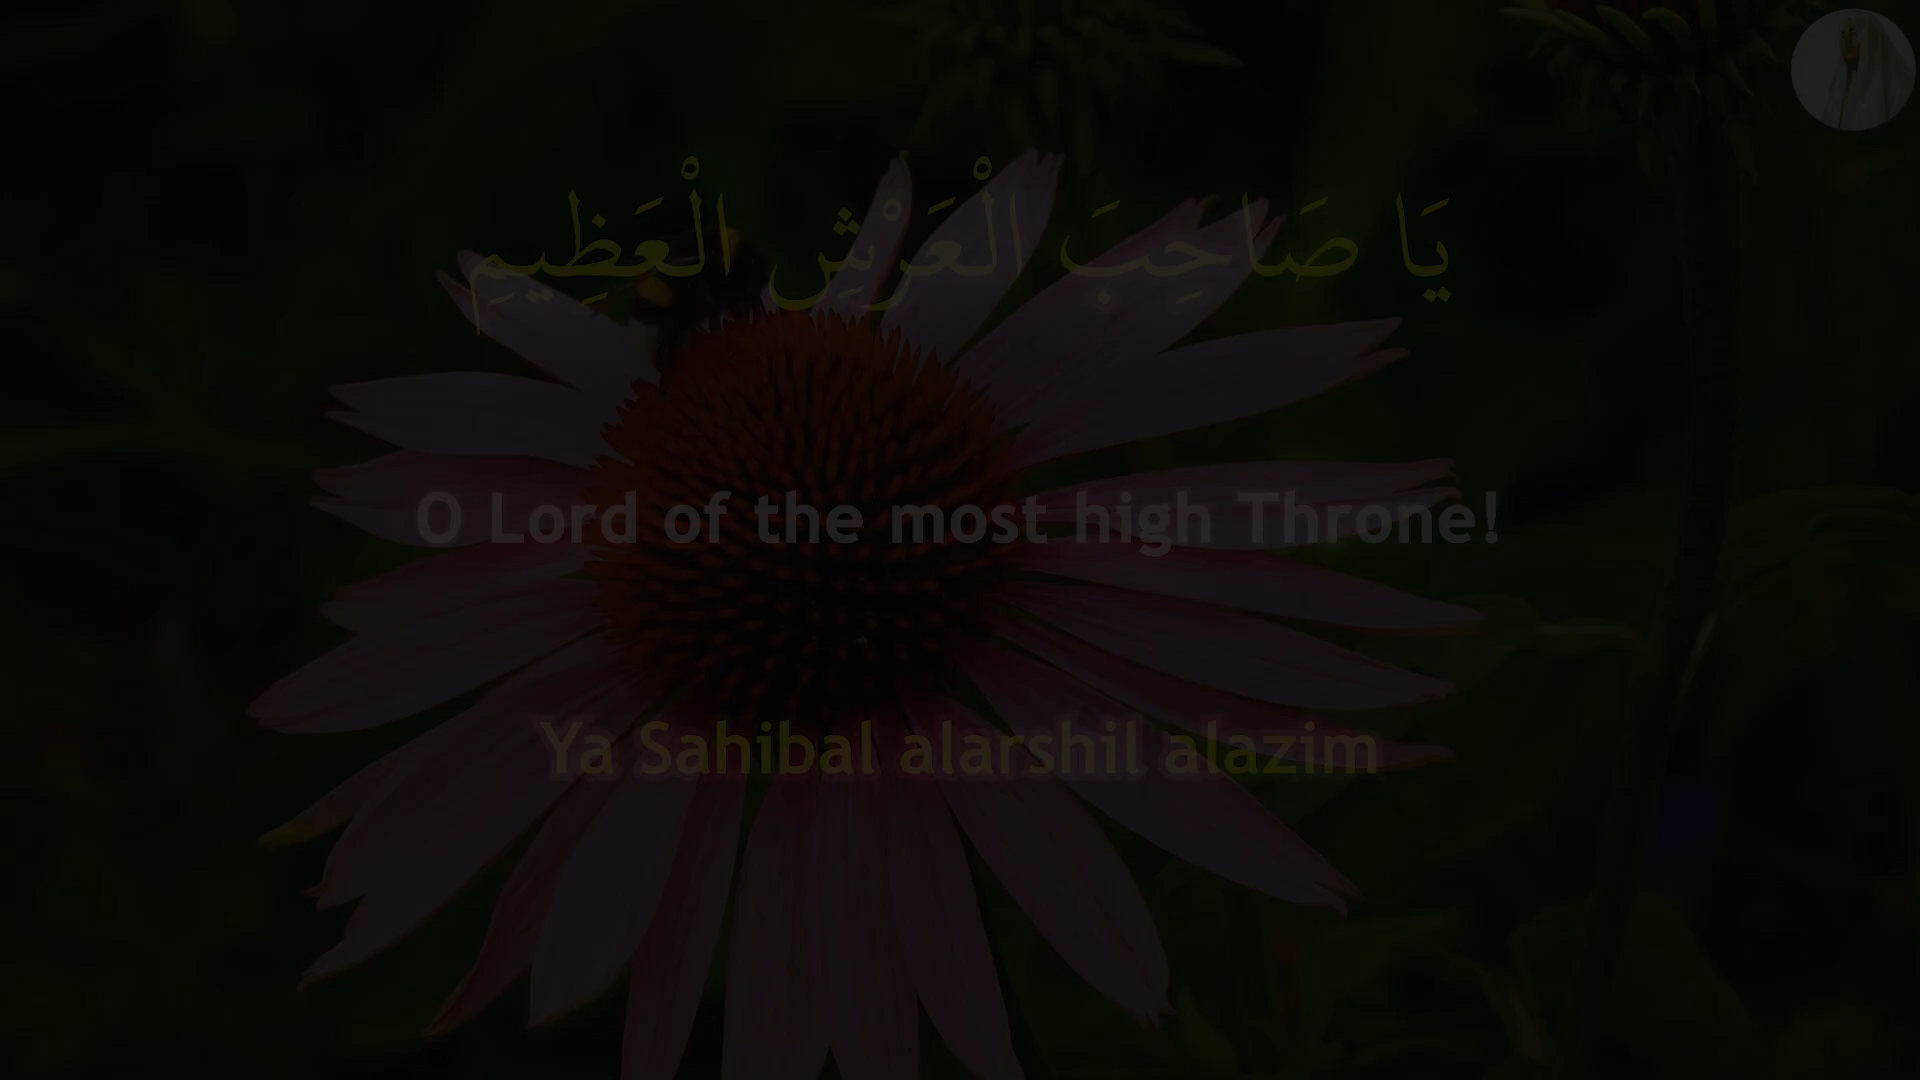 يَا صَاحِبَ الْعَرْشِ الْعَظِيمِ
O Lord of the most high Throne!
Ya Sahibal alarshil alazim